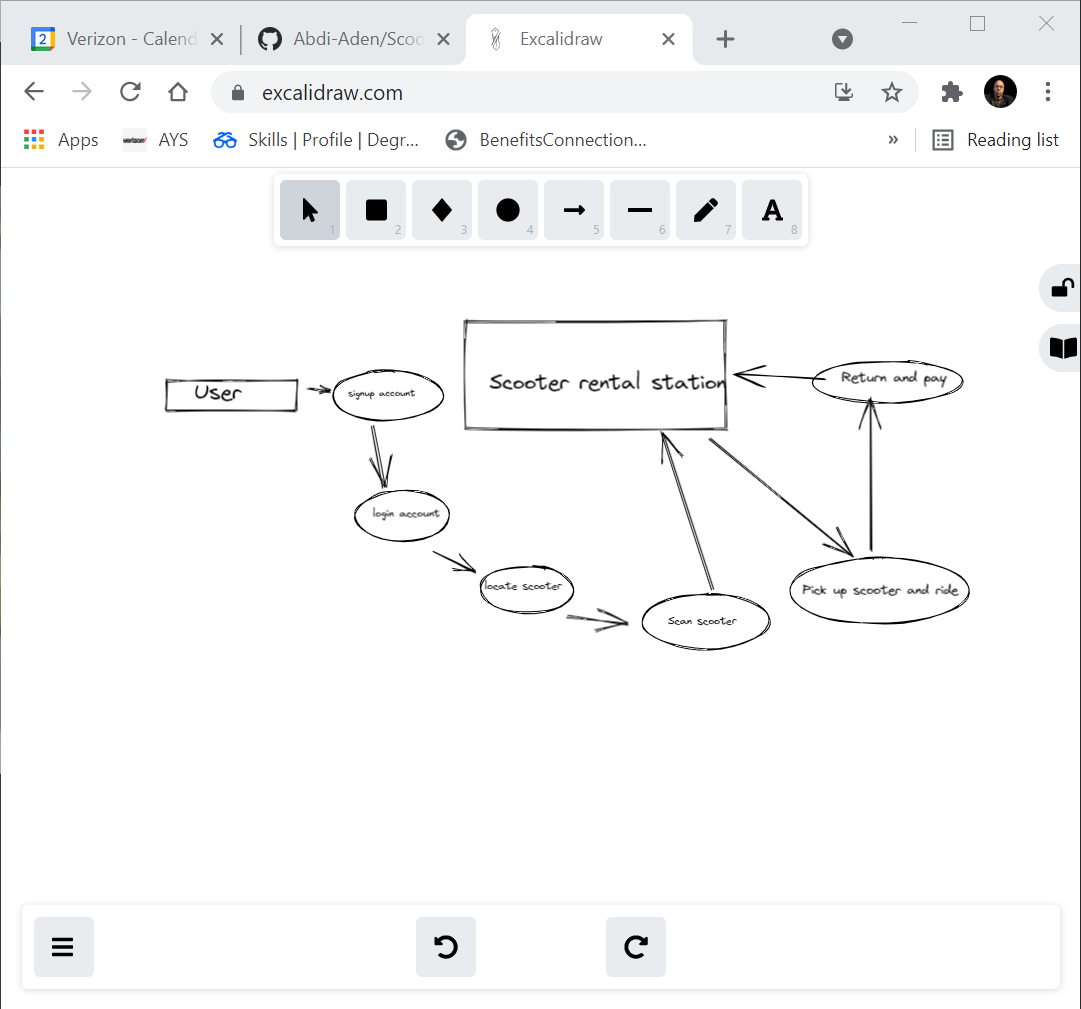 Verizon - Calend
Abdi-Aden/Scoo
Excalidraw
2
excalidraw.com
Apps
verizon
AYS
Skills | Profile | Degr...
BenefitsConnection...
»
Reading list
1
2
3
4
5
6
7
A
8
User
signup account
Scooter rental station
Return and pay
login account
locate scooter
Scan scooter
Pick up scooter and ride